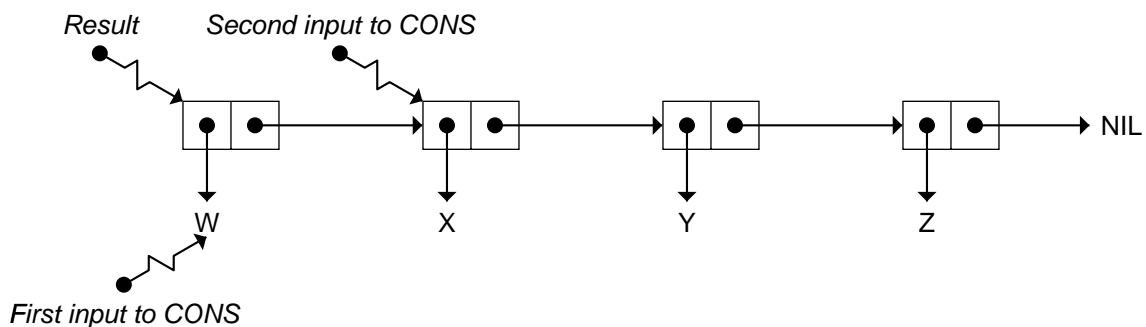 Result Second input to CONS
NIL
W X Y Z
First input to CONS